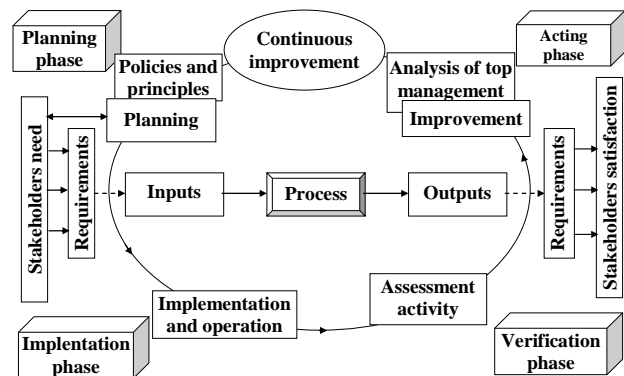 Planning
phase
Continuous
improvement
Acting
phase
Policies and
principles
Analysis of top
management
Planning
Improvement
Stakeholders need
Requirements
Inputs
Process
Outputs
Requirements
Stakeholders satisfaction
Implementation
and operation
Assessment
activity
Implentation
phase
Verification
phase